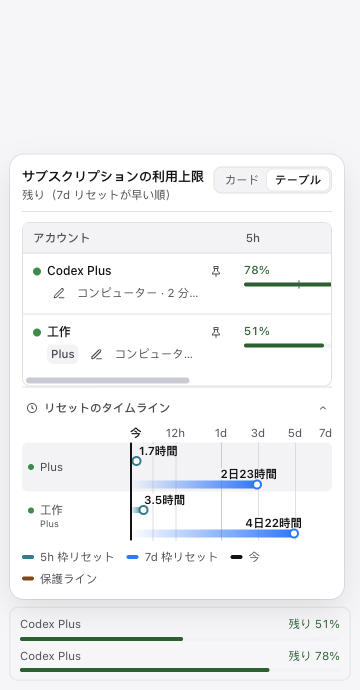 サブスクリプションの利用上限
残り（7d リセットが早い順）
カード テーブル
アカウント 5h
Codex Plus 78%
コンピューター · 2 分…
工作 51%
Plus コンピュータ…
リセットのタイムライン
今 12h 1d 3d 5d 7d
Plus 1.7時間
2日23時間
工作 3.5時間
Plus
4日22時間
5h 枠リセット 7d 枠リセット 今
保護ライン
Codex Plus 残り 51%
Codex Plus 残り 78%